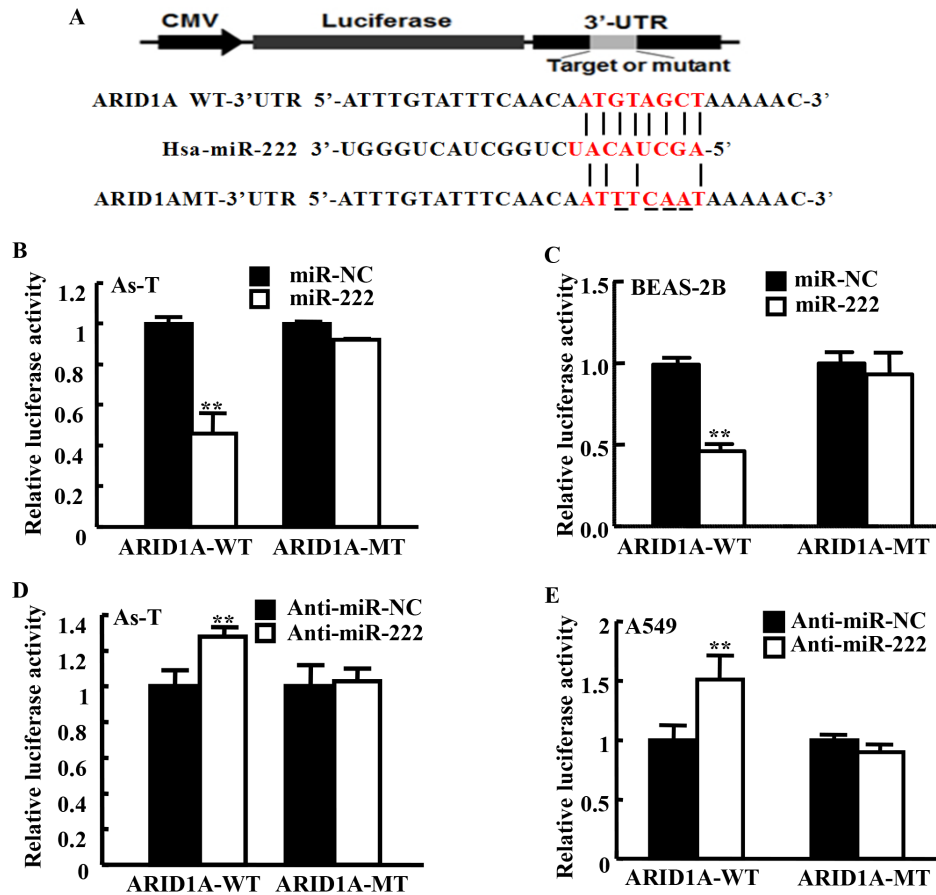 A
CMV
Luciferase
3’-UTR
Target or mutant
ARID1A WT-3’UTR 5’-ATTTGTATTTCAACAATGTAGCTAAAAAC-3’
Hsa-miR-222 3’-UGGGUCAUCGGUCUACAUCGA-5’
ARID1AMT-3’UTR 5’-ATTTGTATTTCAACAATTTCAATAAAAAC-3’
B
As-T
miR-NC
miR-222
Relative luciferase activity
1.2
1
0.8
0.6
0.4
0.2
0
**
ARID1A-WT
ARID1A-MT
C
BEAS-2B
miR-NC
miR-222
Relative luciferase activity
1.5
1.0
0.5
0.0
**
ARID1A-WT
ARID1A-MT
D
As-T
Anti-miR-NC
Anti-miR-222
Relative luciferase activity
1.4
1.2
1
0.8
0.6
0.4
0.2
0
**
ARID1A-WT
ARID1A-MT
E
A549
Anti-miR-NC
Anti-miR-222
Relative luciferase activity
2
1.5
1
0.5
0
**
ARID1A-WT
ARID1A-MT